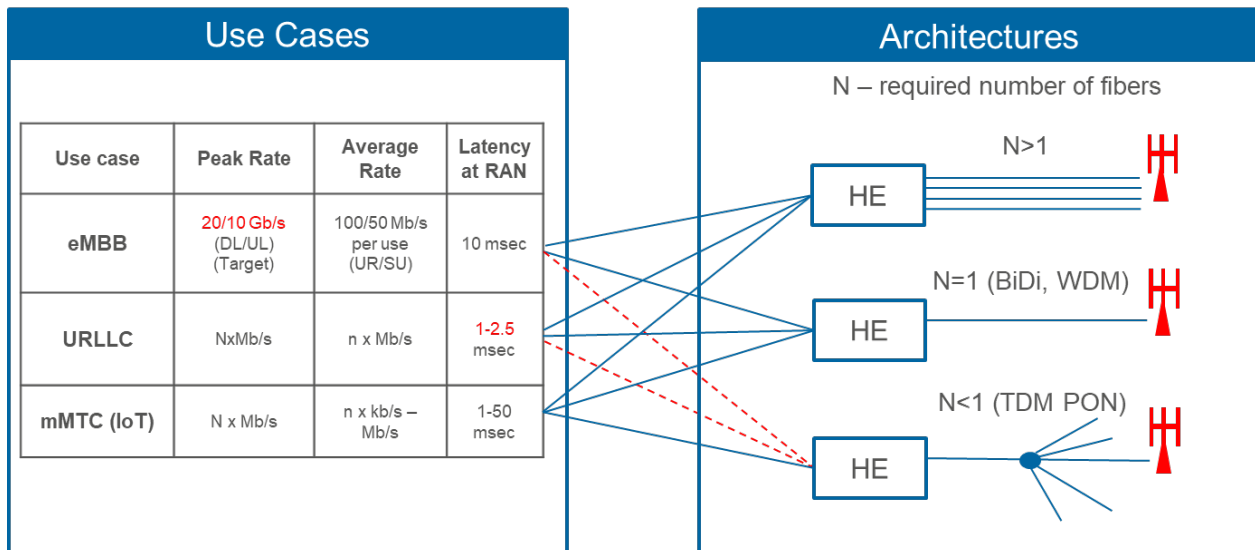 Use Cases
Use case
Peak Rate
Average
Rate
Latency
at RAN
eMBB
20/10 Gb/s
(DL/UL)
(Target)
100/50 Mb/s
per use
(UR/SU)
10 msec
URLLC
NxMb/s
n x Mb/s
1-2.5
msec
mMTC (IoT)
N x Mb/s
n x kb/s –
Mb/s
1-50
msec
Architectures
N – required number of fibers
N>1
HE
N=1 (BiDi, WDM)
HE
N<1 (TDM PON)
HE